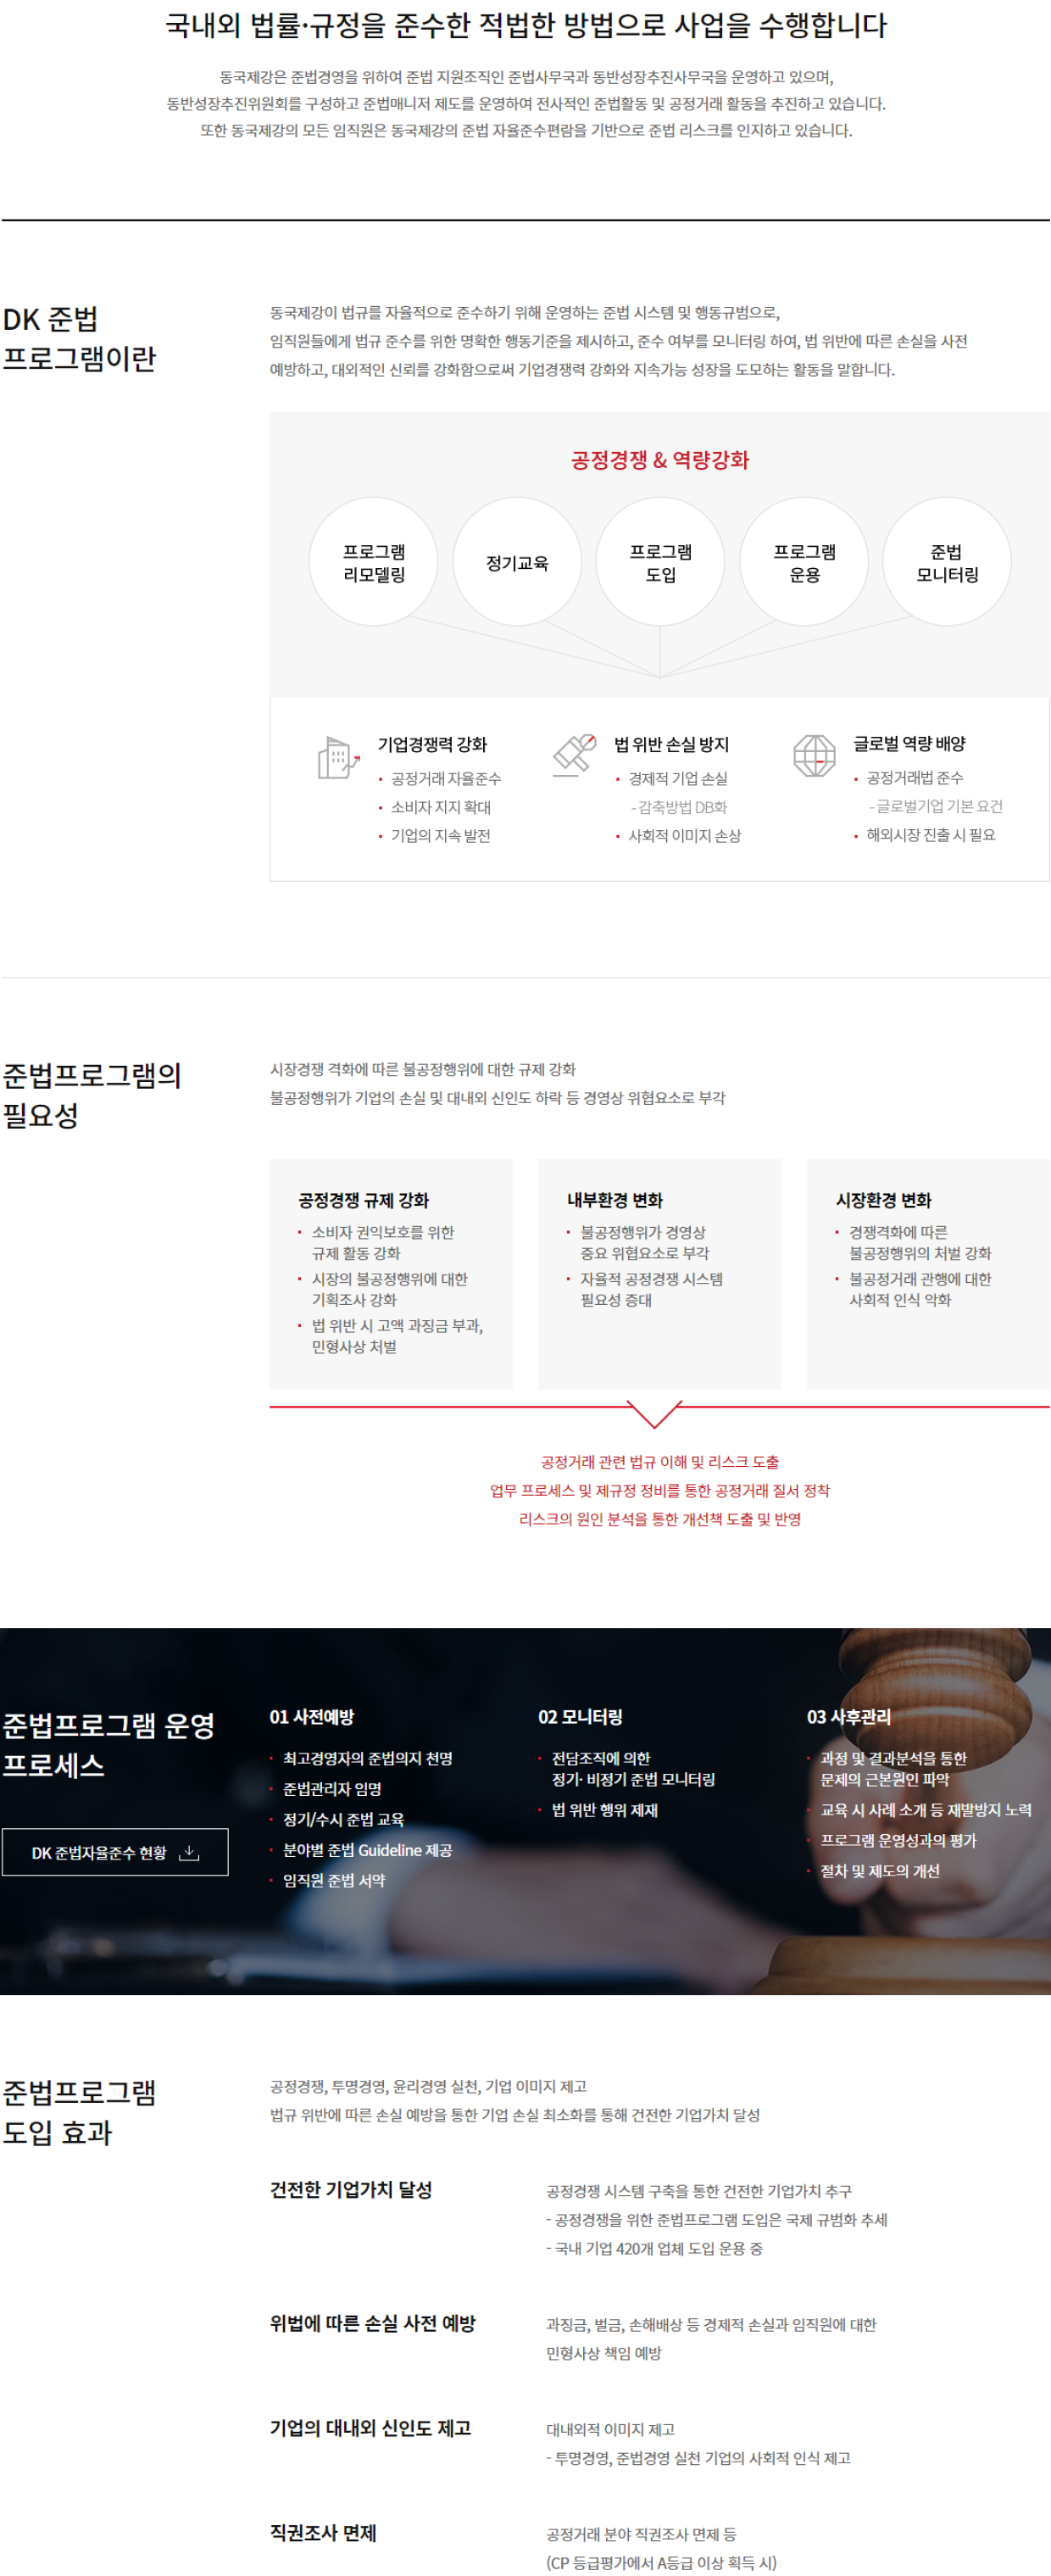 국내외 법률·규정을 준수한 적법한 방법으로 사업을 수행합니다
동국제강은 준법경영을 위하여 준법 지원조직인 준법사무국과 동반성장추진사무국을 운영하고 있으며,
동반성장추진위원회를 구성하고 준법매니저 제도를 운영하여 전사적인 준법활동 및 공정거래 활동을 추진하고 있습니다.
또한 동국제강의 모든 임직원은 동국제강의 준법 자율준수편람을 기반으로 준법 리스크를 인지하고 있습니다.
DK 준법
프로그램이란
동국제강이 법규를 자율적으로 준수하기 위해 운영하는 준법 시스템 및 행동규범으로,
임직원들에게 법규 준수를 위한 명확한 행동기준을 제시하고, 준수 여부를 모니터링 하여, 법 위반에 따른 손실을 사전
예방하고, 대외적인 신뢰를 강화함으로써 기업경쟁력 강화와 지속가능 성장을 도모하는 활동을 말합니다.
공정경쟁 & 역량강화
프로그램
리모델링
정기교육
프로그램
도입
프로그램
운용
준법
모니터링
기업경쟁력 강화
공정거래 자율준수
소비자 지지 확대
기업의 지속 발전
법 위반 손실 방지
경제적 기업 손실
- 감축방법 DB화
사회적 이미지 손상
글로벌 역량 배양
공정거래법 준수
- 글로벌기업 기본 요건
해외시장 진출 시 필요
준법프로그램의
필요성
시장경쟁 격화에 따른 불공정행위에 대한 규제 강화
불공정행위가 기업의 손실 및 대내외 신인도 하락 등 경영상 위협요소로 부각
공정경쟁 규제 강화
소비자 권익보호를 위한
규제 활동 강화
시장의 불공정행위에 대한
기획조사 강화
법 위반 시 고액 과징금 부과,
민형사상 처벌
내부환경 변화
불공정행위가 경영상
중요 위협요소로 부각
자율적 공정경쟁 시스템
필요성 증대
시장환경 변화
경쟁격화에 따른
불공정행위의 처벌 강화
불공정거래 관행에 대한
사회적 인식 악화
공정거래 관련 법규 이해 및 리스크 도출
업무 프로세스 및 제규정 정비를 통한 공정거래 질서 정착
리스크의 원인 분석을 통한 개선책 도출 및 반영
준법프로그램 운영
프로세스
DK 준법자율준수 현황
01 사전예방
최고경영자의 준법의지 천명
준법관리자 임명
정기/수시 준법 교육
분야별 준법 Guideline 제공
임직원 준법 서약
02 모니터링
전담조직에 의한
정기· 비정기 준법 모니터링
법 위반 행위 제재
03 사후관리
과정 및 결과분석을 통한
문제의 근본원인 파악
교육 시 사례 소개 등 재발방지 노력
프로그램 운영성과의 평가
절차 및 제도의 개선
준법프로그램
도입 효과
공정경쟁, 투명경영, 윤리경영 실천, 기업 이미지 제고
법규 위반에 따른 손실 예방을 통한 기업 손실 최소화를 통해 건전한 기업가치 달성
건전한 기업가치 달성
공정경쟁 시스템 구축을 통한 건전한 기업가치 추구
- 공정경쟁을 위한 준법프로그램 도입은 국제 규범화 추세
- 국내 기업 420개 업체 도입 운용 중
위법에 따른 손실 사전 예방
과징금, 벌금, 손해배상 등 경제적 손실과 임직원에 대한
민형사상 책임 예방
기업의 대내외 신인도 제고
대내외적 이미지 제고
- 투명경영, 준법경영 실천 기업의 사회적 인식 제고
직권조사 면제
공정거래 분야 직권조사 면제 등
(CP 등급평가에서 A등급 이상 획득 시)